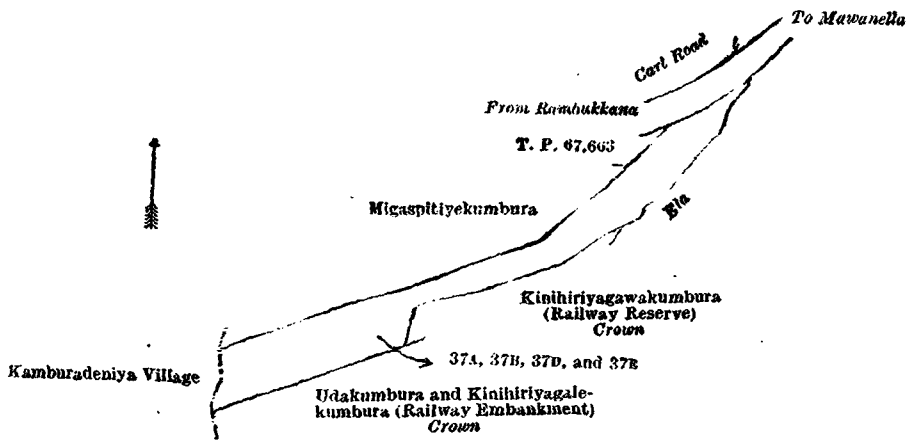 To Mawanella
Cart Road
From Rambukkana
T. P. 67,663
Migaspitiyekumbura
Ela
Kinihiriyagawakumbura
(Railway Reserve)
Crown
37A, 37B, 37D, and 37E
Kamburadeniya Village
Udakumbura and Kinihiriyagale-
kumbura (Railway Embankment)
Crown